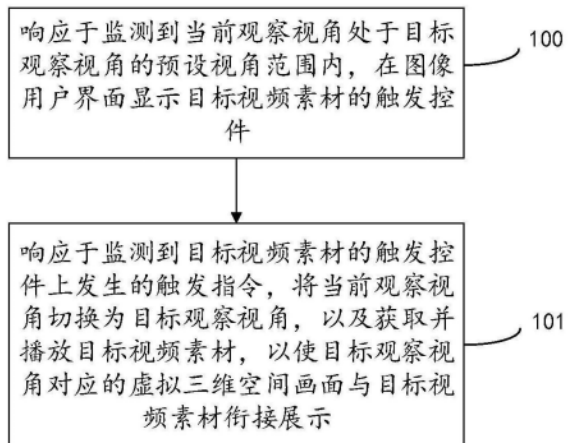 响应于监测到当前观察视角处于目标
观察视角的预设视角范围内，在图像
用户界面显示目标视频素材的触发控
件
100
响应于监测到目标视频素材的触发控
件上发生的触发指令，将当前观察视
角切换为目标观察视角，以及获取并
播放目标视频素材，以使目标观察视
角对应的虚拟三维空间画面与目标视
频素材衔接展示
101